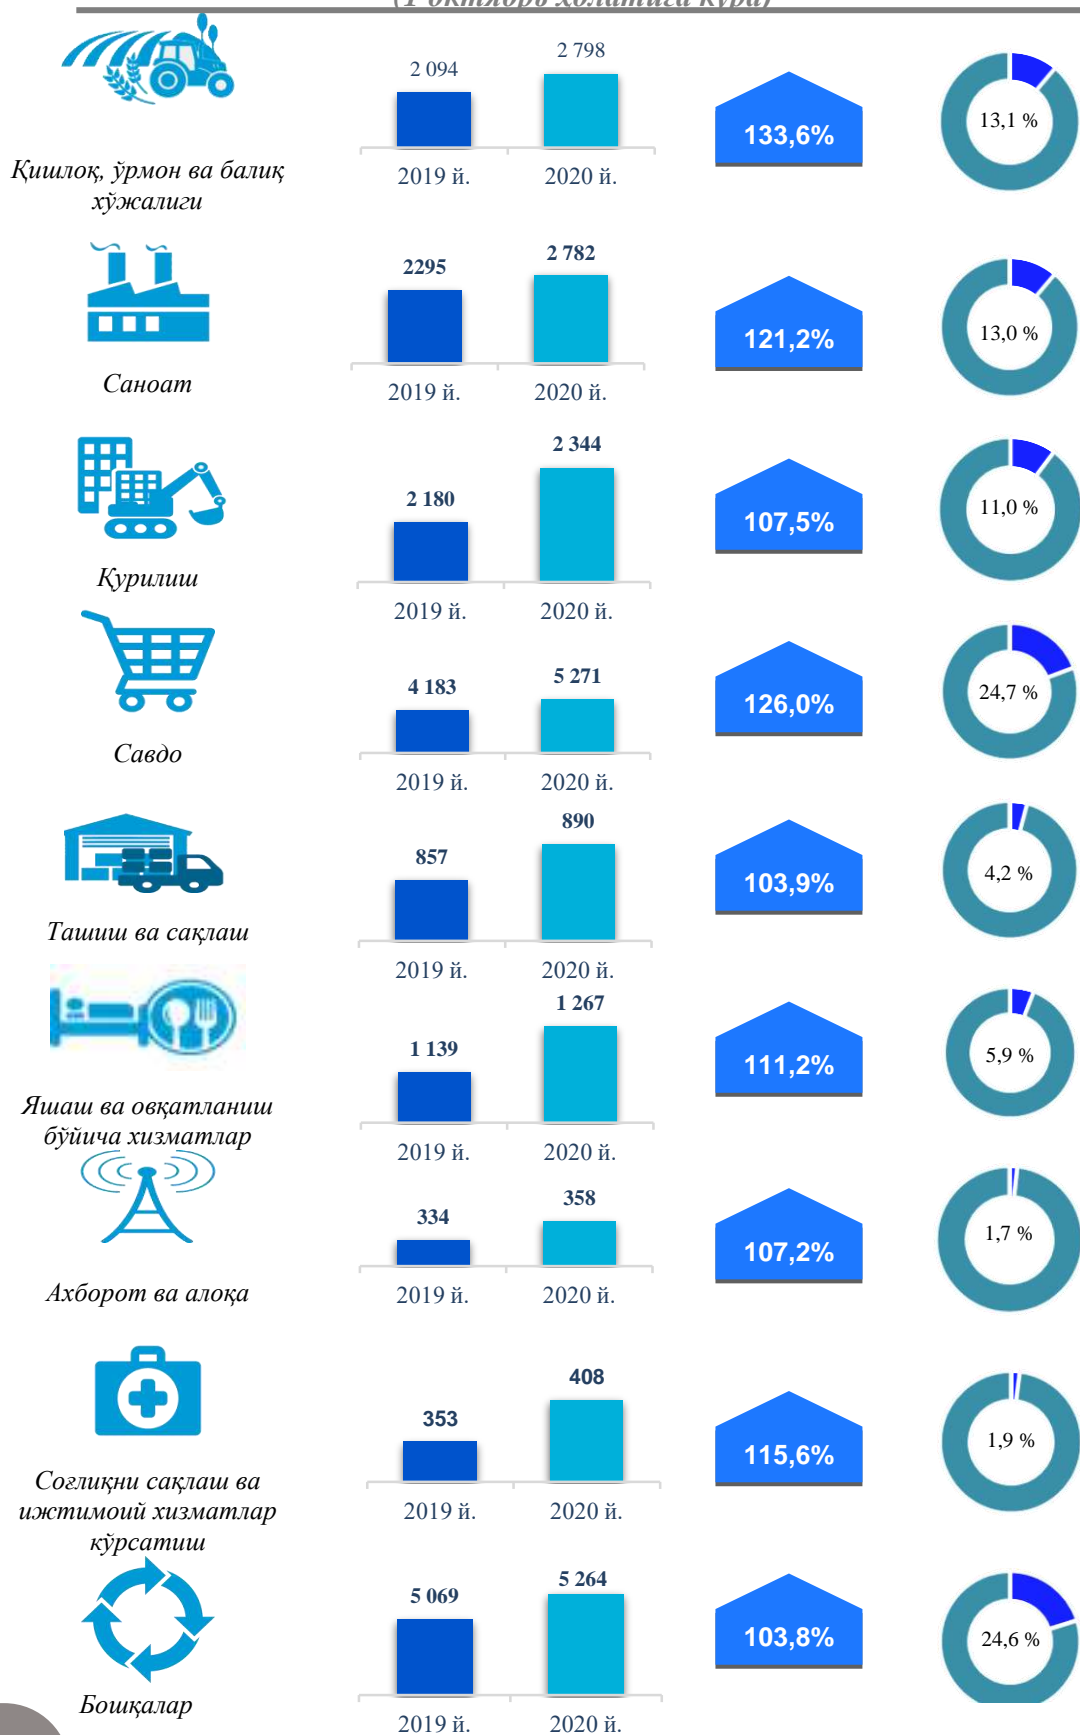 (1 октябрь ҳолатига кўра)
2 094
2 798
133,6%
13,1 %
2019 й.
2020 й.
Қишлоқ, ўрмон ва балиқ
хўжалиги
2295
2 782
121,2%
13,0 %
2019 й.
2020 й.
Саноат
2 180
2 344
107,5%
11,0 %
2019 й.
2020 й.
Қурилиш
4 183
5 271
126,0%
24,7 %
2019 й.
2020 й.
Савдо
857
890
103,9%
4,2 %
2019 й.
2020 й.
Ташиш ва сақлаш
1 139
1 267
111,2%
5,9 %
2019 й.
2020 й.
Яшаш ва овқатланиш
бўйича хизматлар
334
358
107,2%
1,7 %
2019 й.
2020 й.
Ахборот ва алоқа
353
408
115,6%
1,9 %
2019 й.
2020 й.
Соғлиқни сақлаш ва
ижтимоий хизматлар
кўрсатиш
5 069
5 264
103,8%
24,6 %
2019 й.
2020 й.
Бошқалар